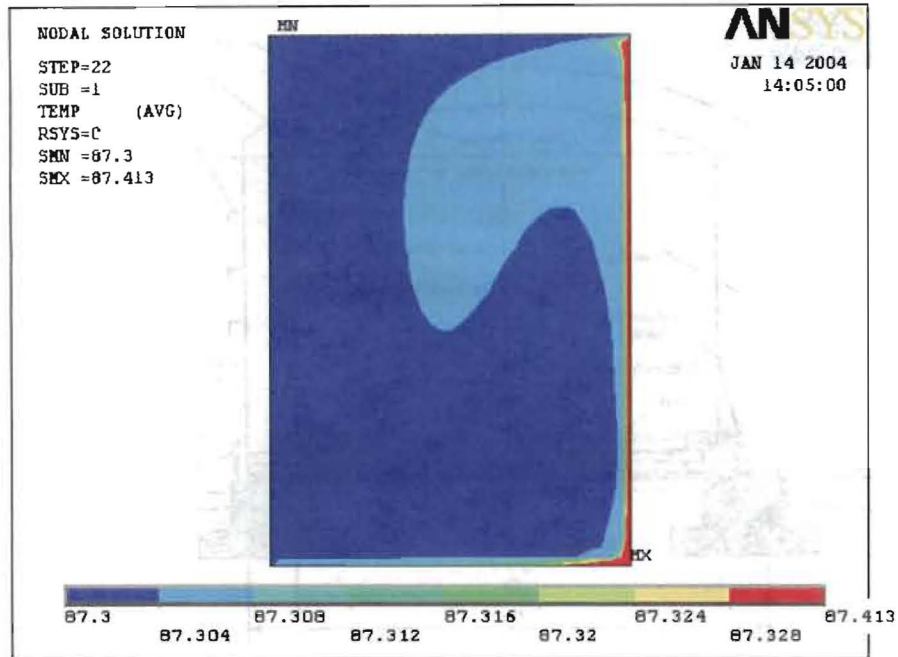 NODAL SOLUTION
STEP=22
SUB =1
TEMP (AVG)
RSYS=0
SMN =87.3
SMX =87.413
MN
ANSYS
JAN 14 2004
14:05:00
MX
87.3 87.308 87.316 87.324 87.413
87.304 87.312 87.32 87.328